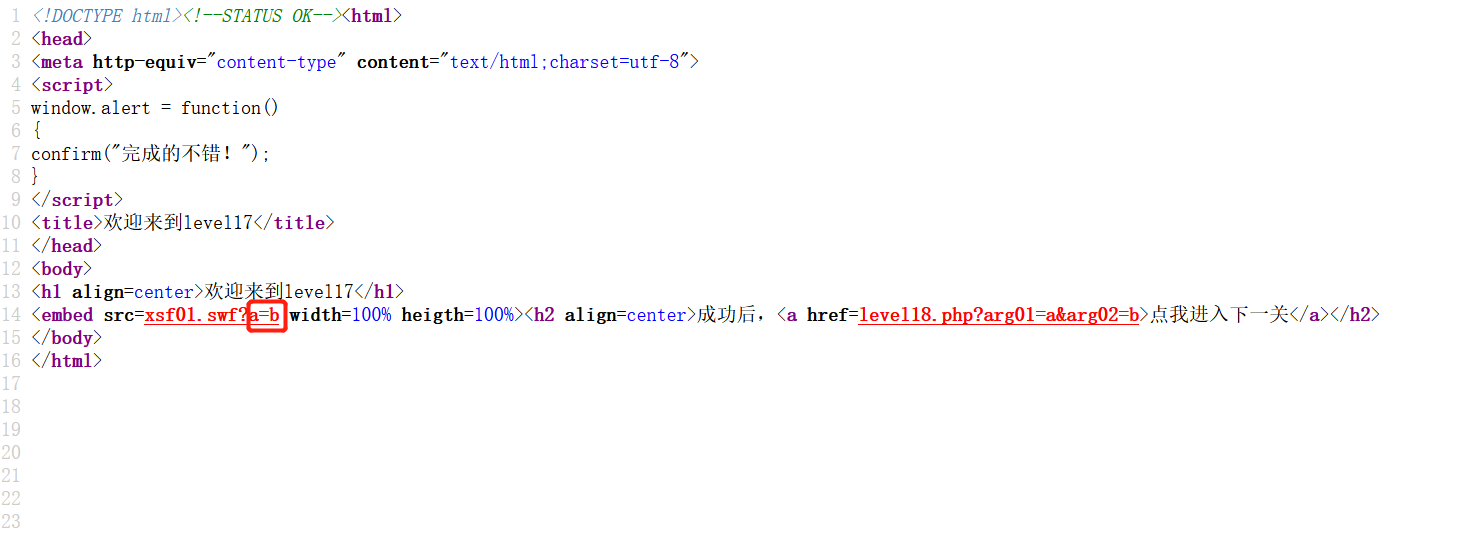 1 <!DOCTYPE html><!--STATUS OK--><html>
2 <head>
3 <meta http-equiv="content-type" content="text/html;charset=utf-8">
4 <script>
5 window.alert = function()
6 {
7 confirm("完成的不错！");
8 }
9 </script>
10 <title>欢迎来到level17</title>
11 </head>
12 <body>
13 <h1 align=center>欢迎来到level17</h1>
14 <embed src=xsf01.swf?a=b width=100% heigth=100%><h2 align=center>成功后，<a href=level18.php?arg01=a&arg02=b>点我进入下一关</a></h2>
15 </body>
16 </html>
17
18
19
20
21
22
23